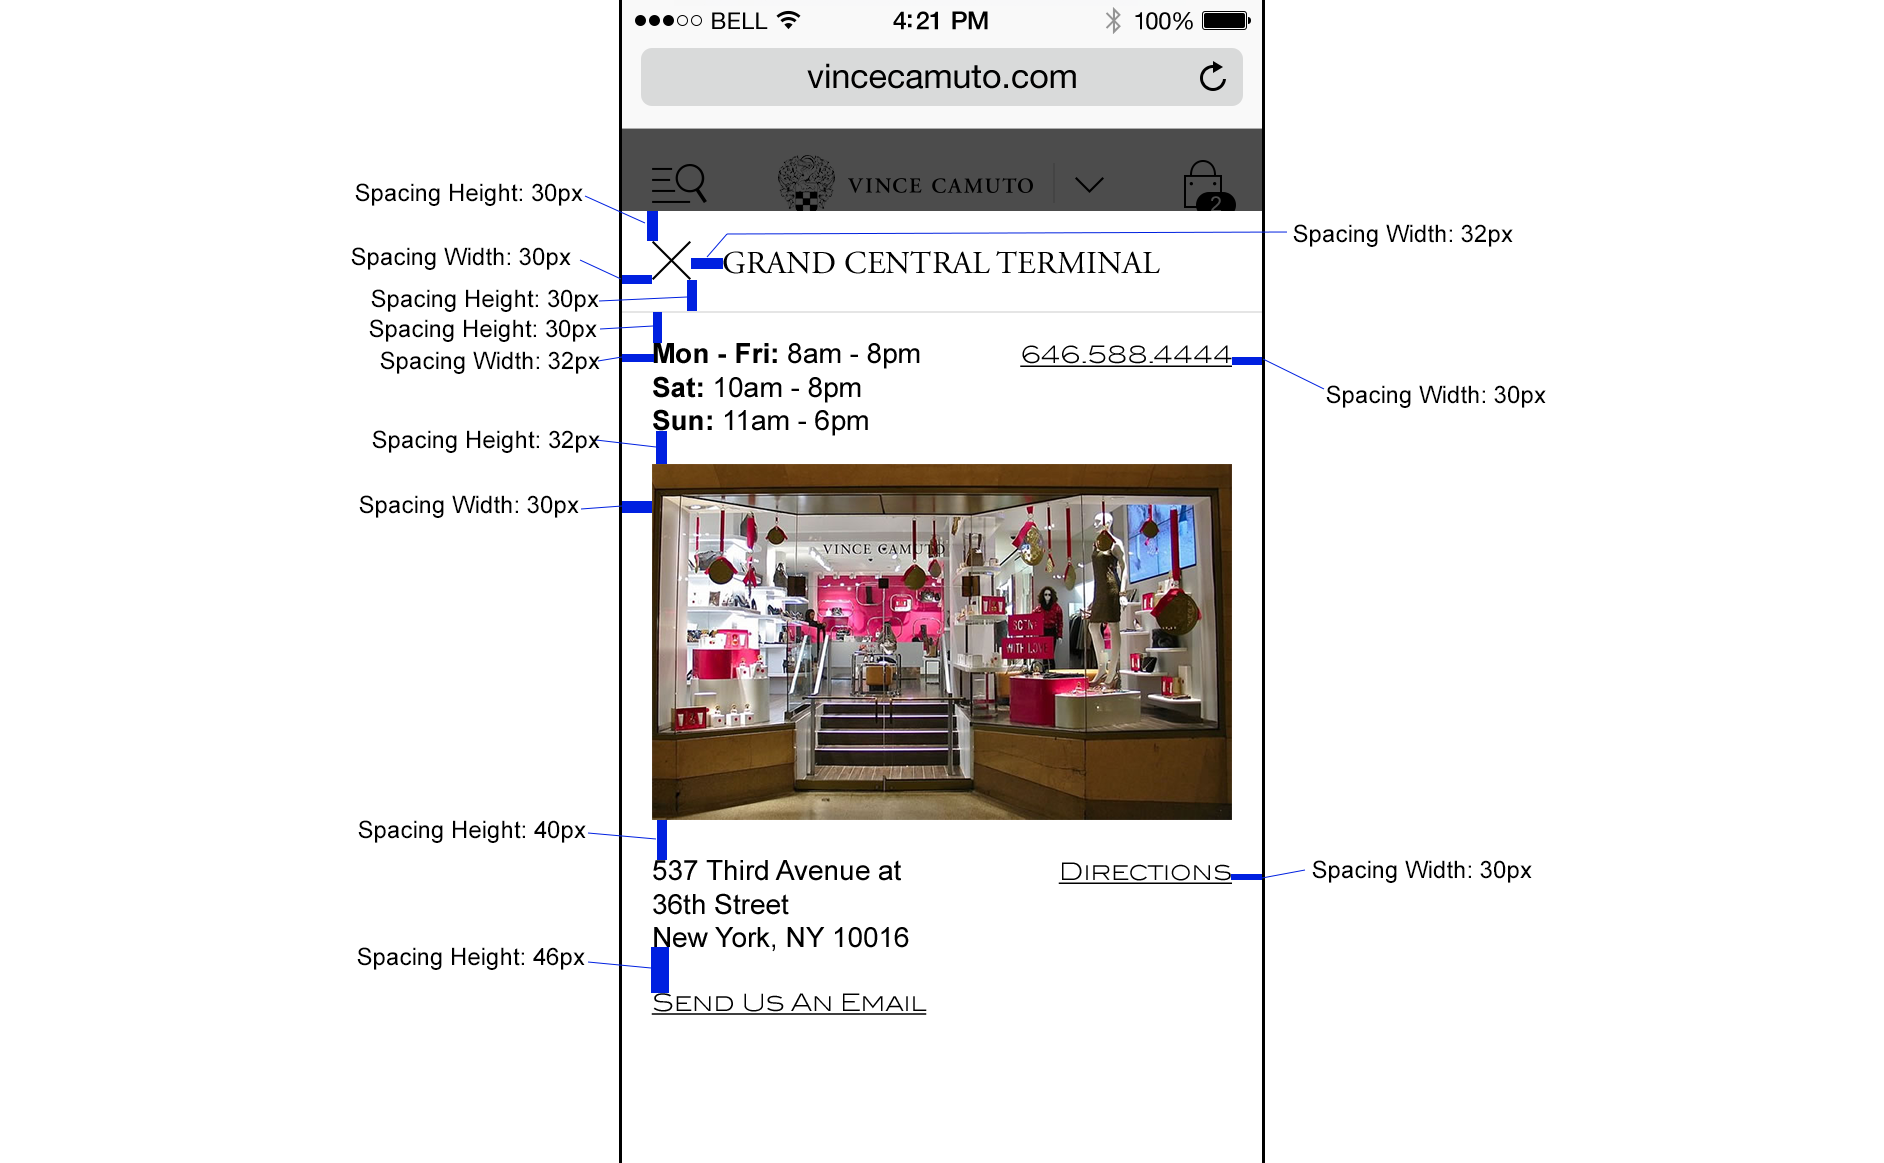 BELL 4:21 PM 100%
vincecamuto.com
VINCE CAMUTO
2
Spacing Height: 30px
Spacing Width: 32px
Spacing Width: 30px
GRAND CENTRAL TERMINAL
Spacing Height: 30px
Spacing Height: 30px
Spacing Width: 32px
Mon - Fri: 8am - 8pm 646.588.4444
Sat: 10am - 8pm
Spacing Width: 30px
Sun: 11am - 6pm
Spacing Height: 32px
Spacing Width: 30px
VINCE CAMUTO
WITH LOVE
Spacing Height: 40px
537 Third Avenue at
DIRECTIONS
Spacing Width: 30px
36th Street
New York, NY 10016
Spacing Height: 46px
SEND US AN EMAIL